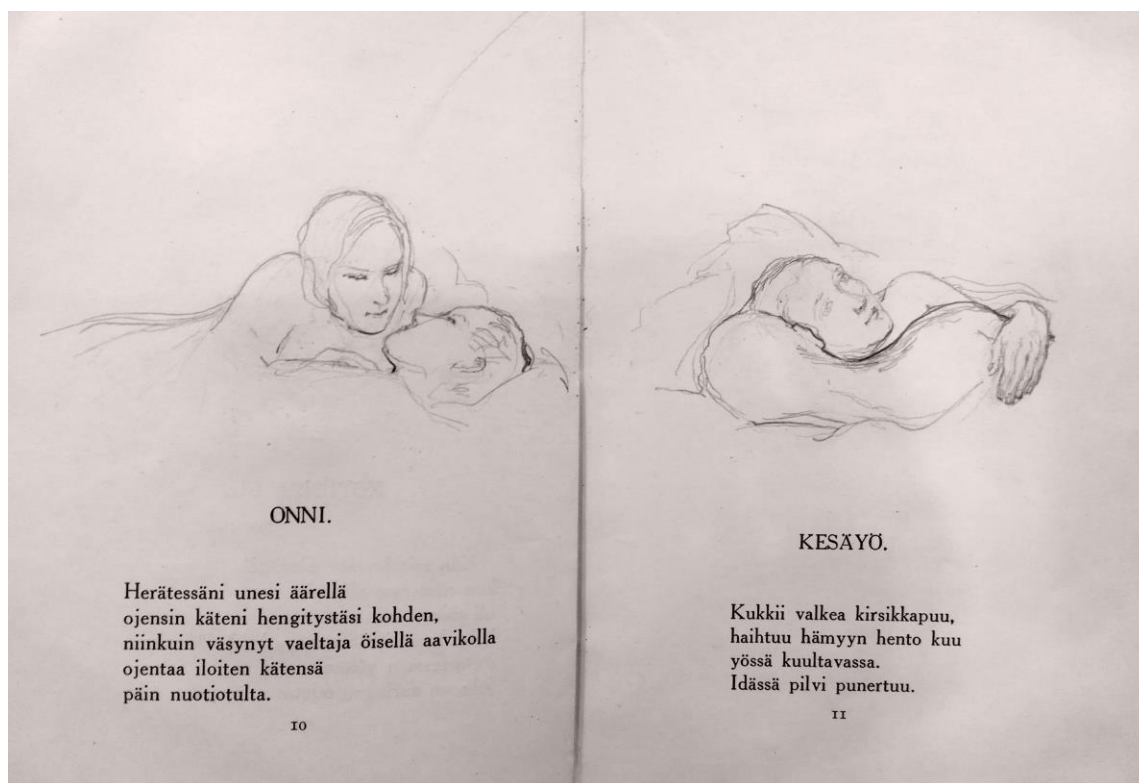 ONNI.
Herätessäni unesi äärellä
ojensin käteni hengitystäsi kohden,
niinkuin väsynyt vaeltaja öisellä aavikolla
ojentaa iloiten kätensä
päin nuotiotulta.
10
KESÄYÖ.
Kukkii valkea kirsikkapuu,
haihtuu hämyyn hento kuu
yössä kuultavassa.
Idässä pilvi punertuu.
11